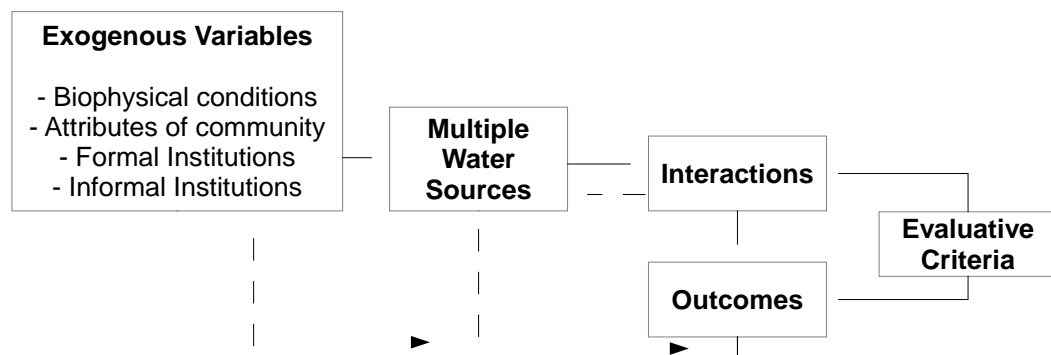 Exogenous Variables
- Biophysical conditions
- Attributes of community
- Formal Institutions
- Informal Institutions
Multiple
Water
Sources
Interactions
Outcomes
Evaluative
Criteria